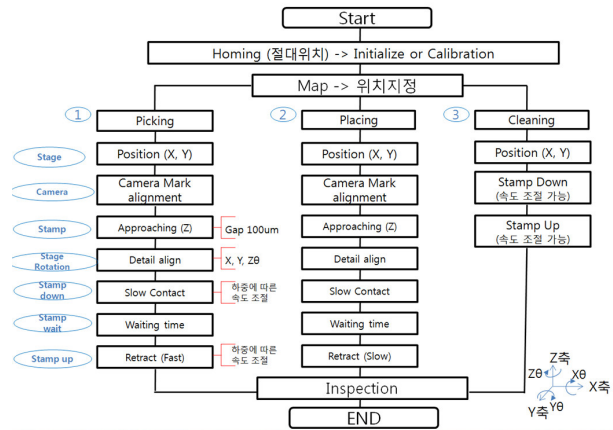 Start
Homing (절대위치) -> Initialize or Calibration
Map -> 위치지정
1
Picking
2
Placing
3
Cleaning
Stage
Position (X, Y)
Position (X, Y)
Position (X, Y)
Camera
Camera Mark
alignment
Camera Mark
alignment
Stamp Down
(속도 조절 가능)
Stamp
Approaching (Z)
Gap 100um
Approaching (Z)
Stamp Up
(속도 조절 가능)
Stage
Rotation
Detail align
X, Y, Zθ
Detail align
Stamp
down
Slow Contact
하중에 따른
속도 조절
Slow Contact
Stamp
wait
Waiting time
Waiting time
Stamp up
Retract (Fast)
하중에 따른
속도 조절
Retract (Slow)
Inspection
END
Z축
Zθ
Xθ
X축
Y축
Yθ